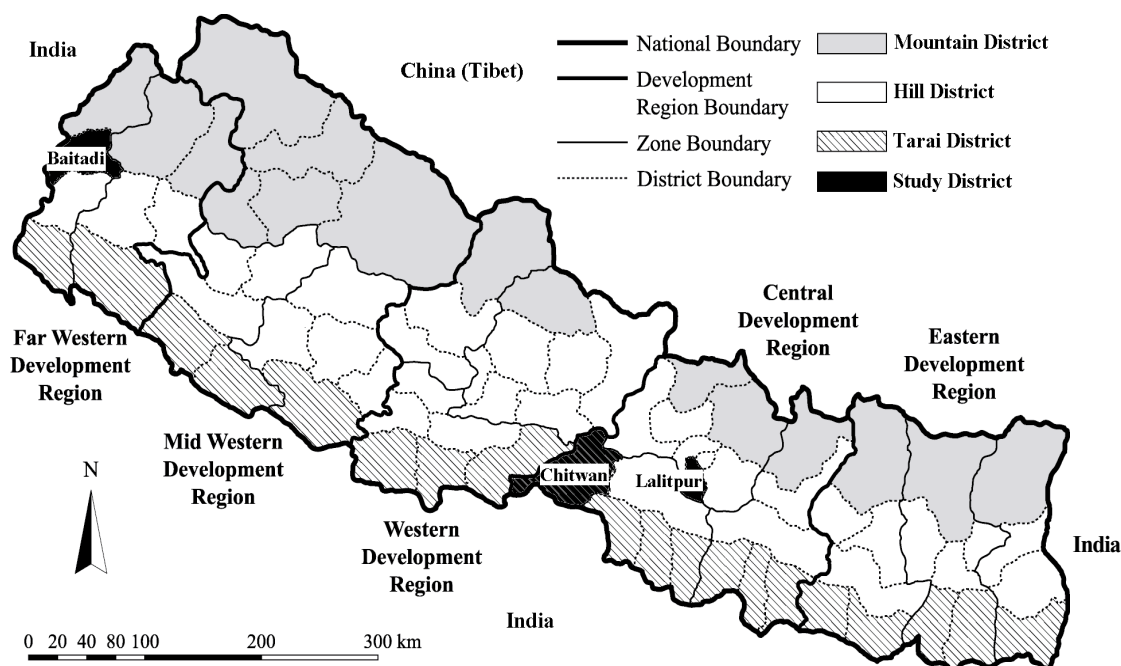 India
China (Tibet)
National Boundary
Development
Region Boundary
Zone Boundary
District Boundary
Mountain District
Hill District
Tarai District
Study District
Baitadi
Far Western
Development
Region
Mid Western
Development
Region
Western
Development
Region
Central
Development
Region
Eastern
Development
Region
Chitwan
Lalitpur
N
India
India
0 20 40 80 100 200 300 km